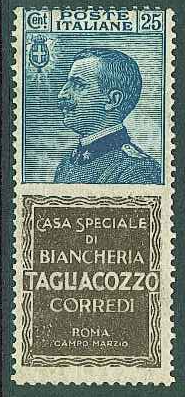 Cent POSTE 25
ITALIANE
CASA SPECIALE
DI
BIANCHERIA
TAGLIACOZZO
CORREDI
ROMA
CAMPO MARZIO